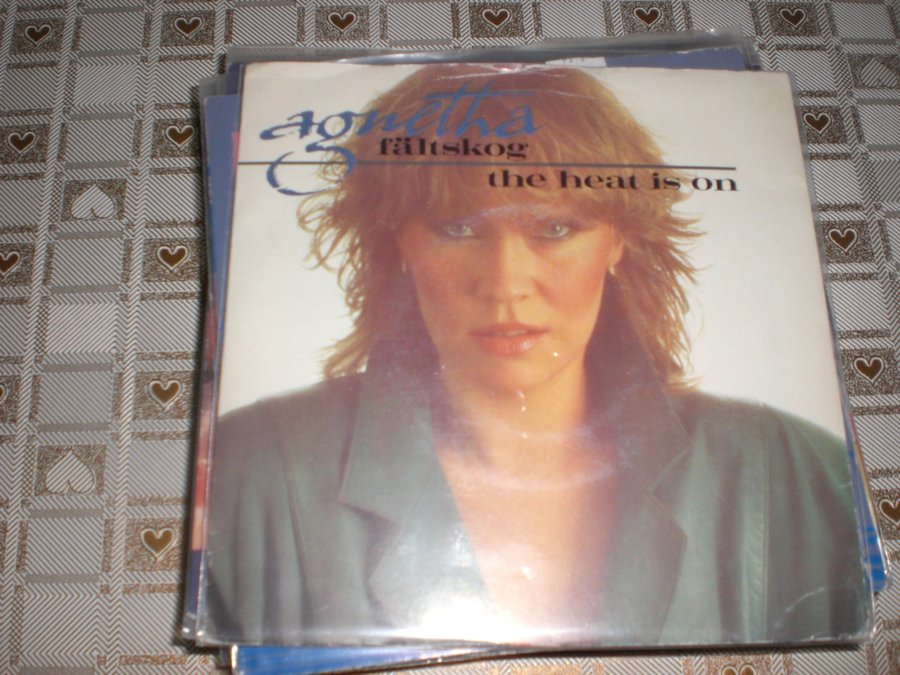 agnetha
fältskog
the heat is on